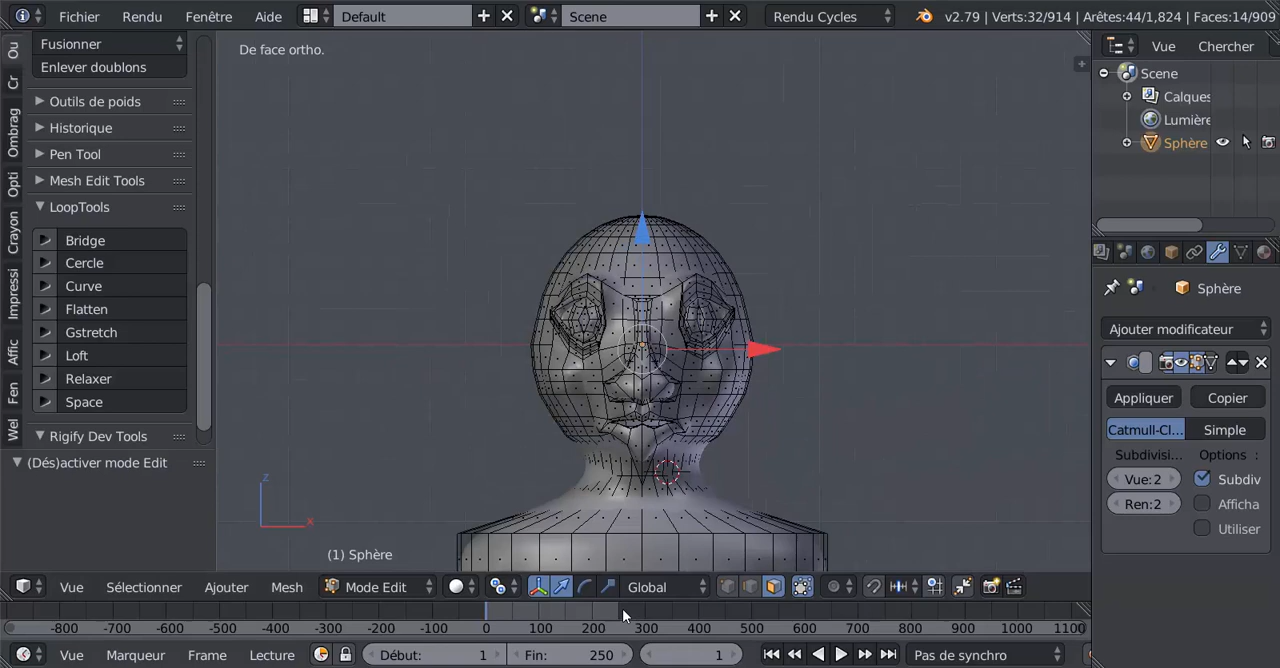 Fichier Rendu Fenêtre Aide Default Scene Rendu Cycles v2.79 | Verts:32/914 | Arêtes:44/1,824 | Faces:14/909
Fusionner
Enlever doublons
Outils de poids
Historique
Pen Tool
Mesh Edit Tools
LoopTools
Bridge
Cercle
Curve
Flatten
Gstretch
Loft
Relaxer
Space
Rigify Dev Tools
(Dés)activer mode Edit
Ou
Cr
Ombrag
Opti
Crayon
Impressi
Affic
Fen
Wel
De face ortho.
z
x
(1) Sphère
Vue Chercher
Scene
Calques
Lumière
Sphère
Sphère
Ajouter modificateur
Appliquer Copier
Catmull-Cl... Simple
Subdivisi... Options
Vue:2 Subdiv
Ren:2 Afficha
Utiliser
Vue Sélectionner Ajouter Mesh Mode Edit Global
-800 -700 -600 -500 -400 -300 -200 -100 0 100 200 300 400 500 600 700 800 900 1000 1100
Vue Marqueur Frame Lecture Début: 1 Fin: 250 1 Pas de synchro